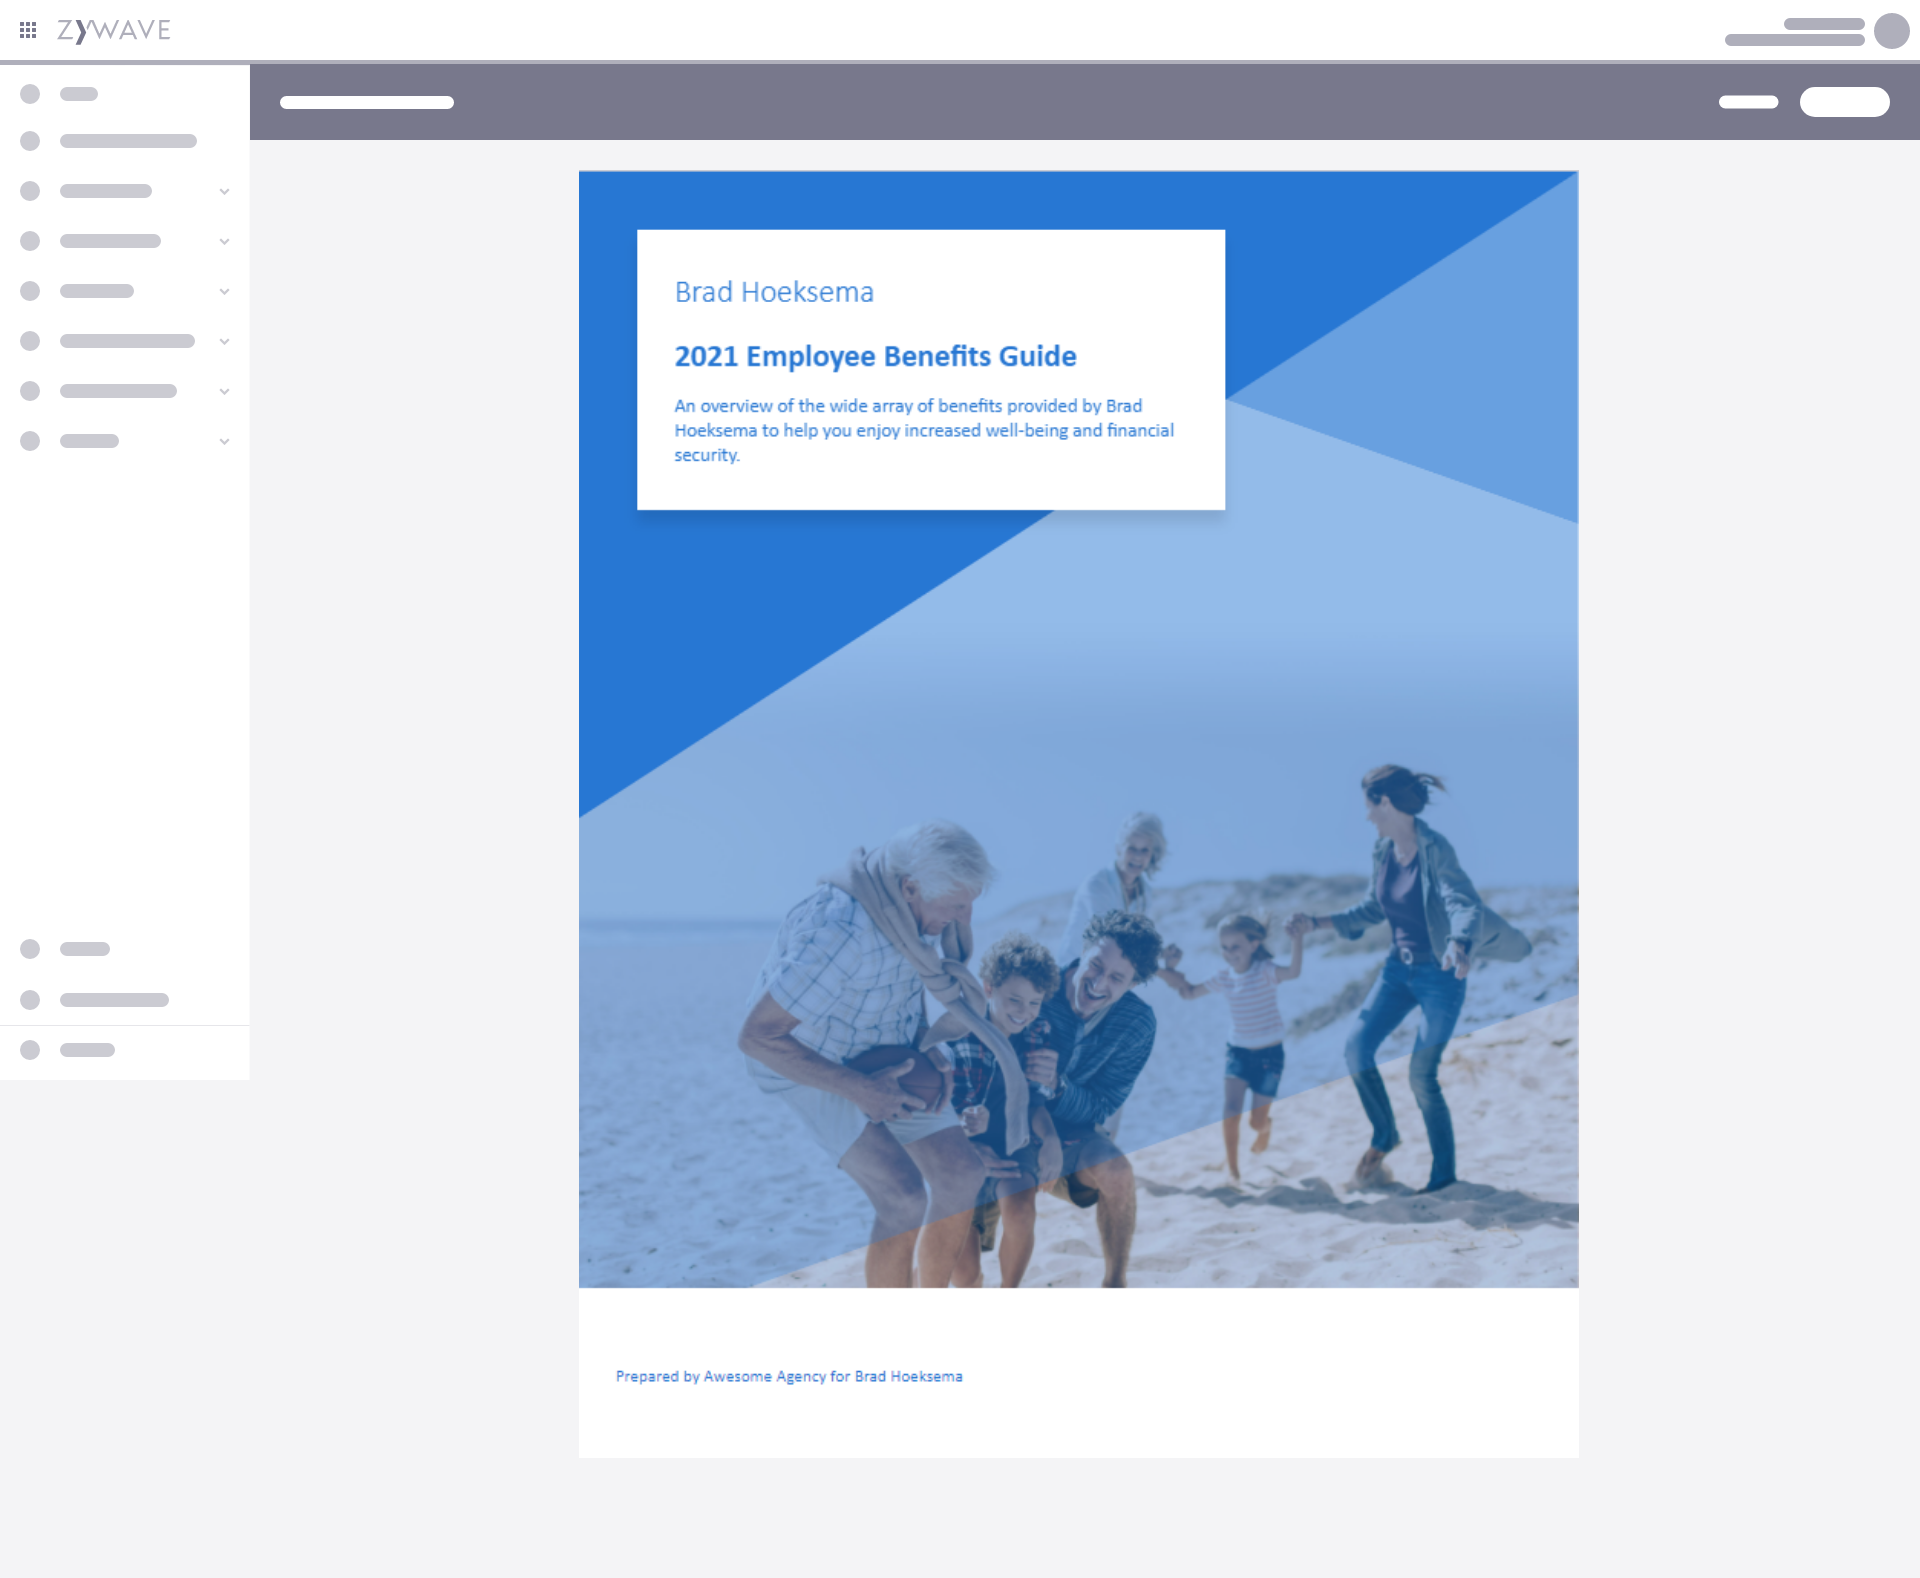 ZYWAVE
Brad Hoeksema
2021 Employee Benefits Guide
An overview of the wide array of benefits provided by Brad
Hoeksema to help you enjoy increased well-being and financial
security.
Prepared by Awesome Agency for Brad Hoeksema